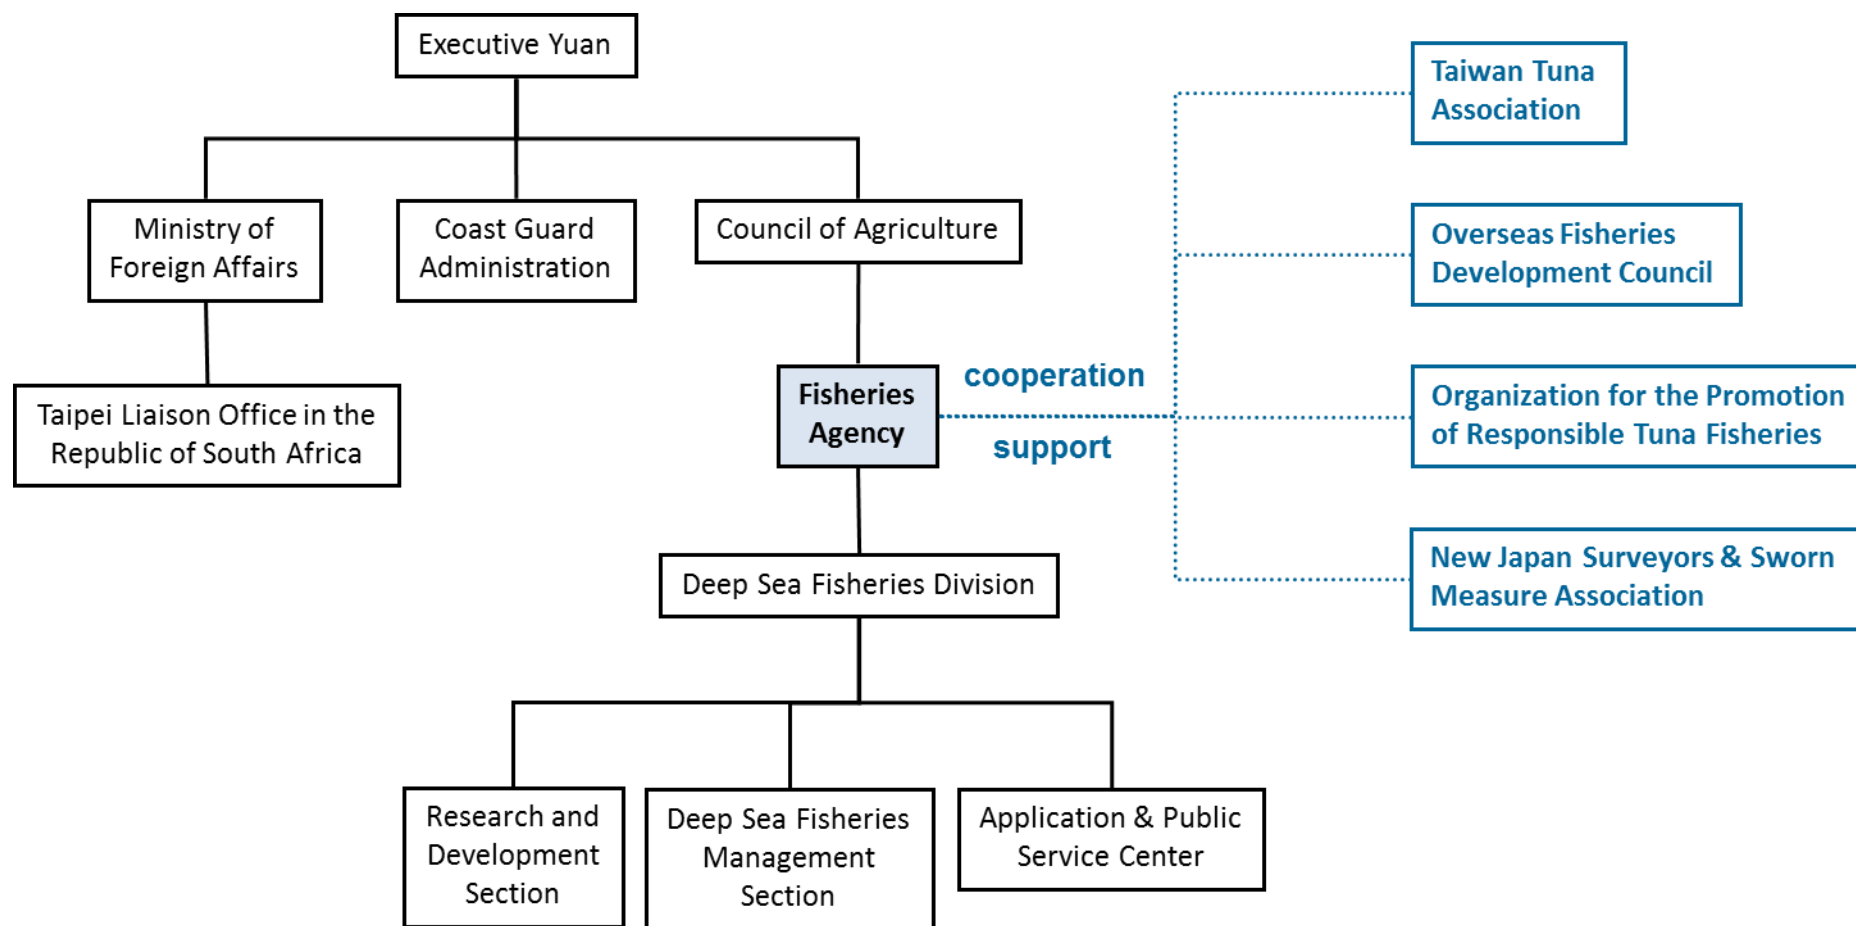 Executive Yuan
Ministry of
Foreign Affairs
Coast Guard
Administration
Council of Agriculture
Taipei Liaison Office in the
Republic of South Africa
Fisheries
Agency
cooperation
support
Deep Sea Fisheries Division
Research and
Development
Section
Deep Sea Fisheries
Management
Section
Application & Public
Service Center
Taiwan Tuna
Association
Overseas Fisheries
Development Council
Organization for the Promotion
of Responsible Tuna Fisheries
New Japan Surveyors & Sworn
Measure Association